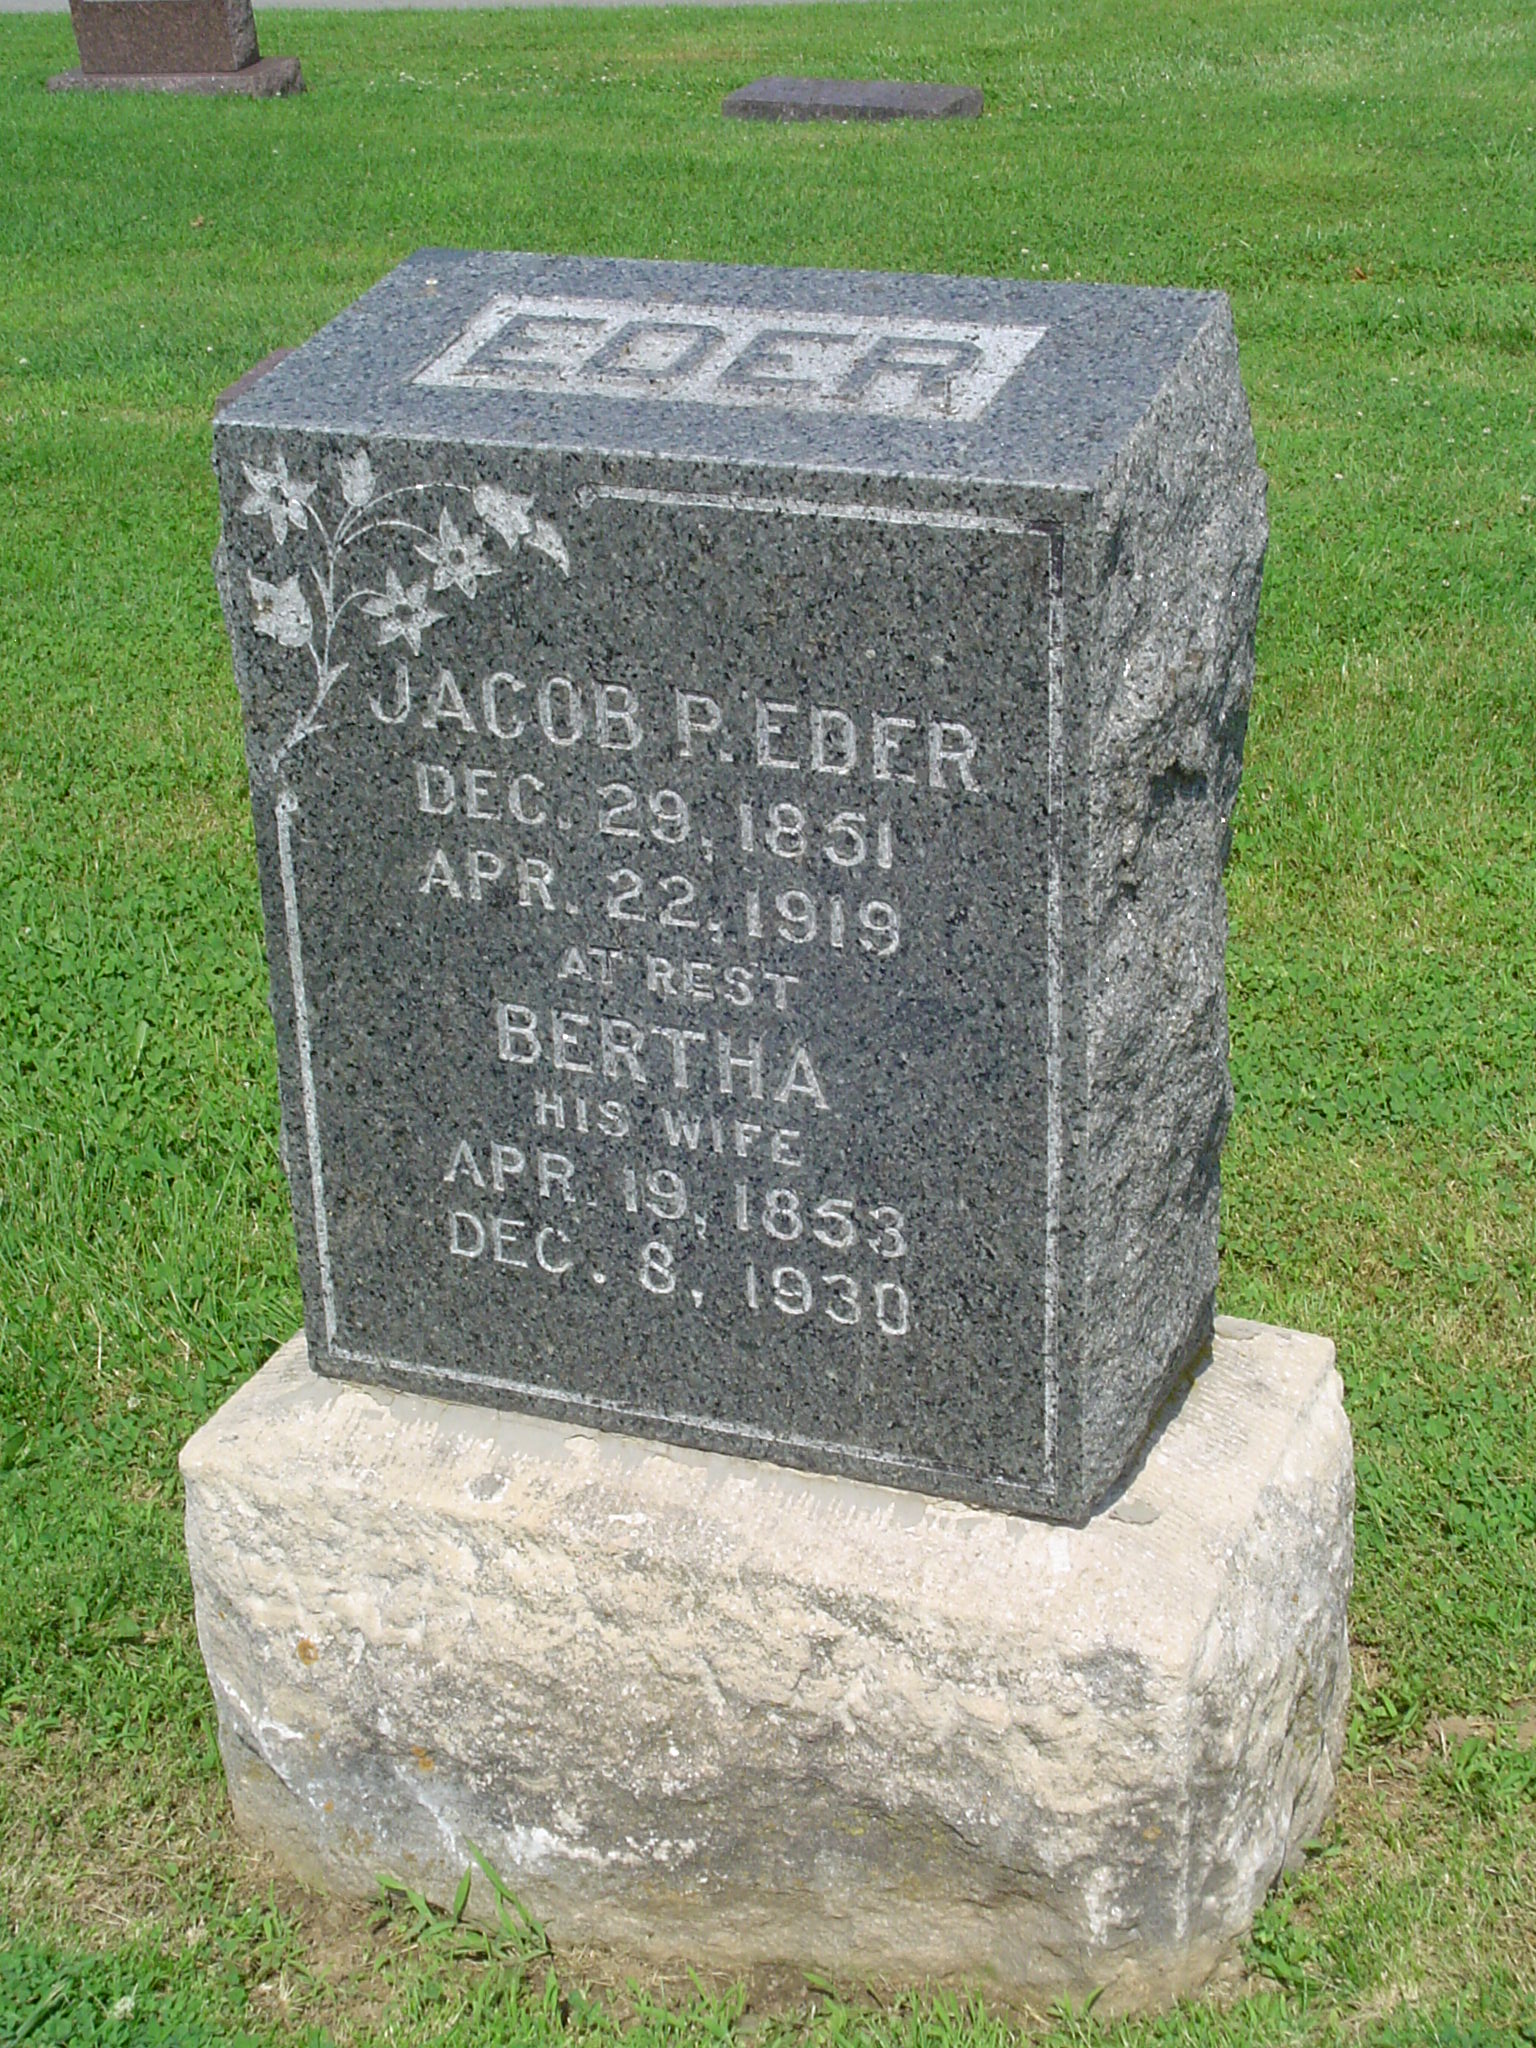 EDER
JACOB P. EDER
DEC. 29, 1851
APR. 22, 1919
AT REST
BERTHA
HIS WIFE
APR. 19, 1853
DEC. 8, 1930